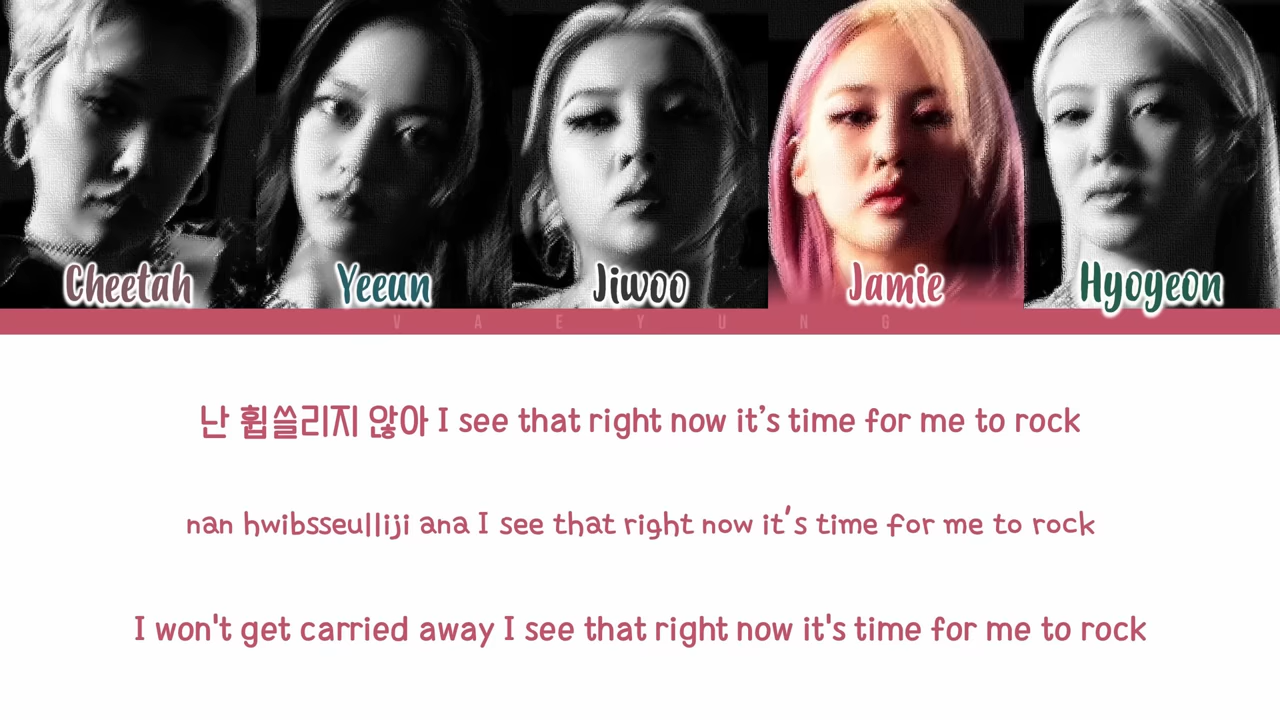 Cheetah Yeeun Jiwoo Jamie Hyoyeon
V A E Y U N G
난 휩쓸리지 않아 I see that right now it’s time for me to rock
nan hwibsseulliji ana I see that right now it's time for me to rock
I won't get carried away I see that right now it's time for me to rock